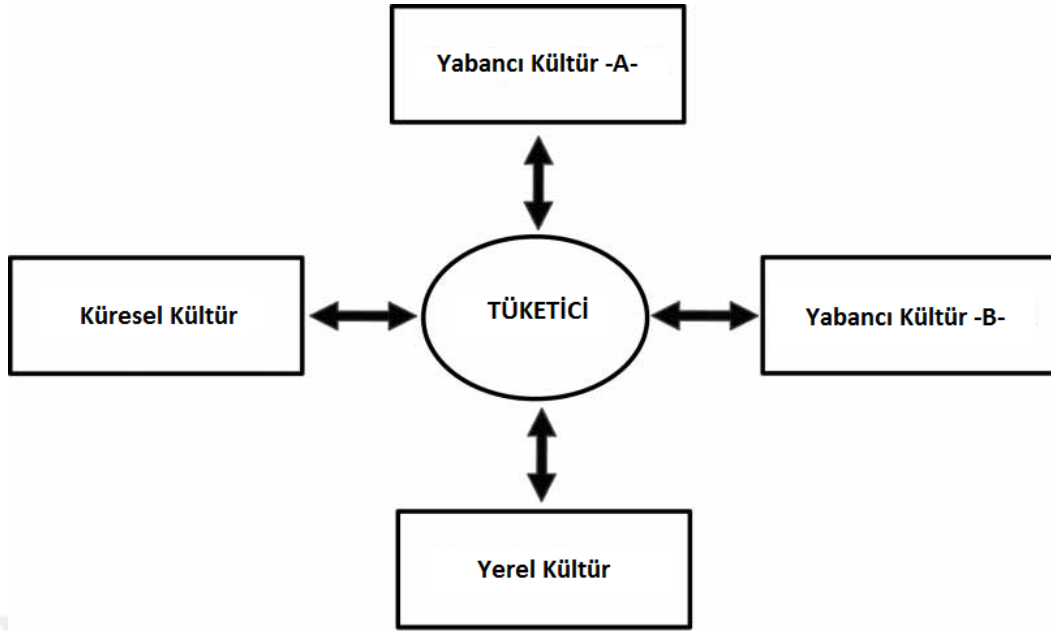 Yabancı Kültür -A-
Küresel Kültür
TÜKETİCİ
Yabancı Kültür -B-
Yerel Kültür